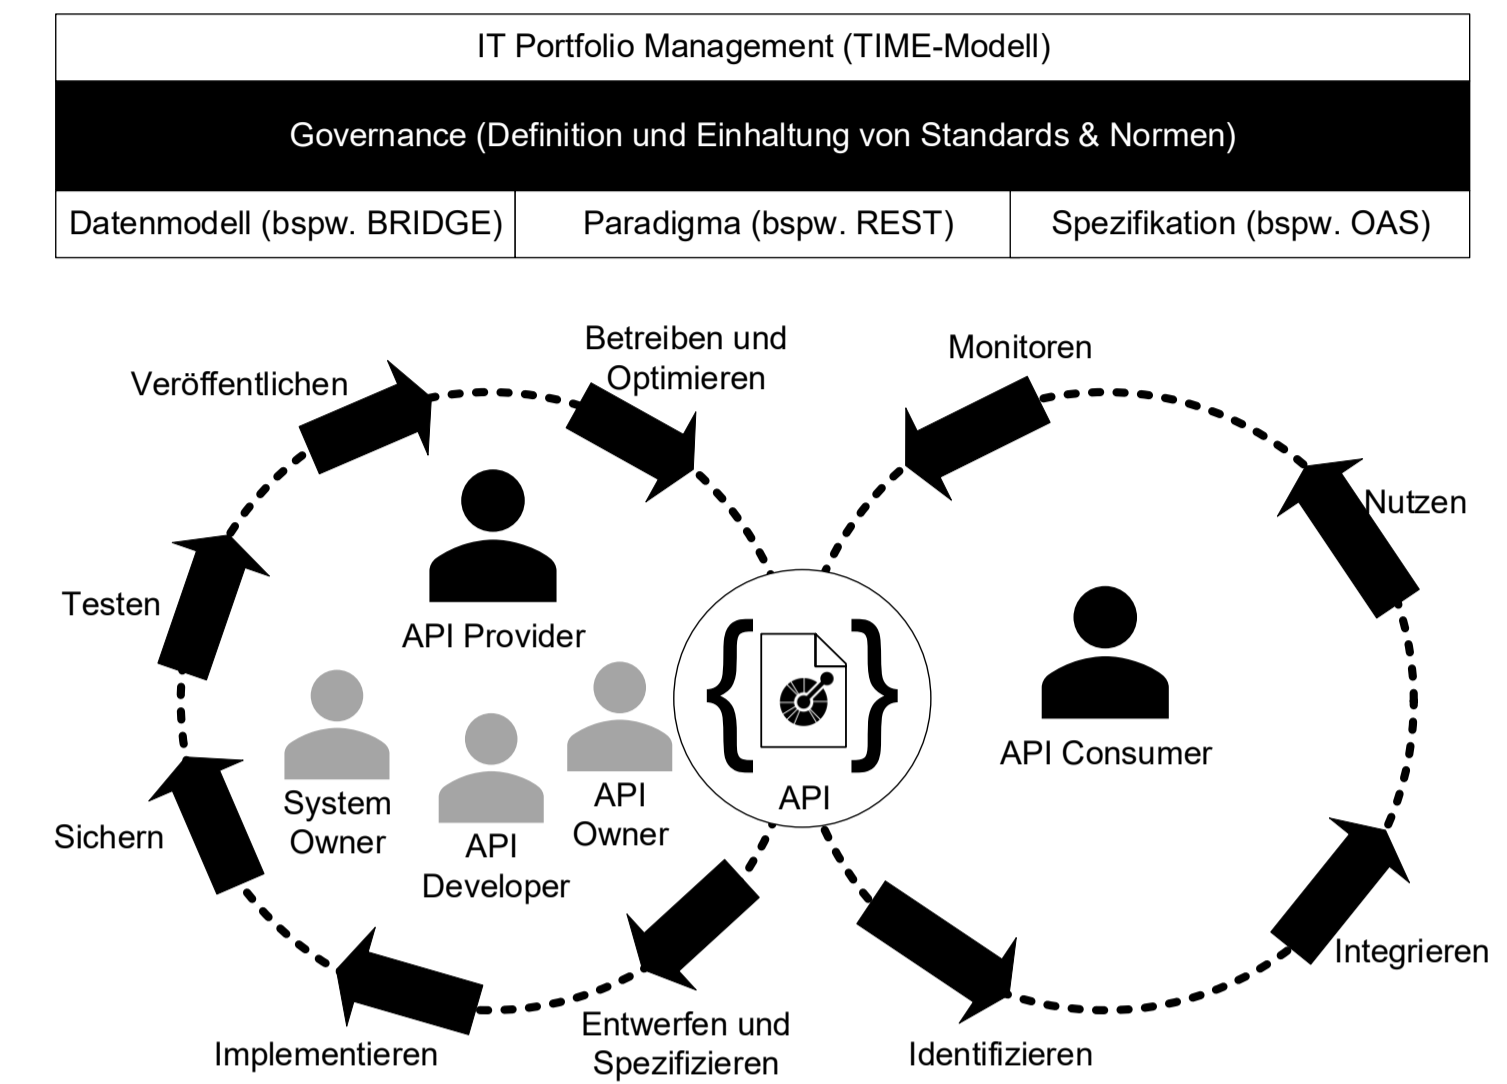 IT Portfolio Management (TIME-Modell)
Governance (Definition und Einhaltung von Standards & Normen)
Datenmodell (bspw. BRIDGE)
Paradigma (bspw. REST)
Spezifikation (bspw. OAS)
Betreiben und
Optimieren
Monitoren
Veröffentlichen
Nutzen
Testen
API Provider
API Consumer
System
Owner
API
Developer
API
Owner
API
Sichern
Integrieren
Implementieren
Entwerfen und
Spezifizieren
Identifizieren